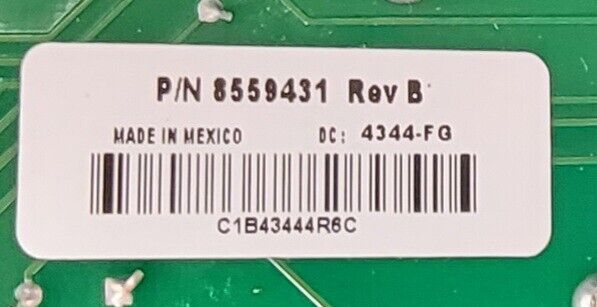 P/N 8559431 Rev B
MADE IN MEXICO DC: 4344-FG
C1B43444R6C